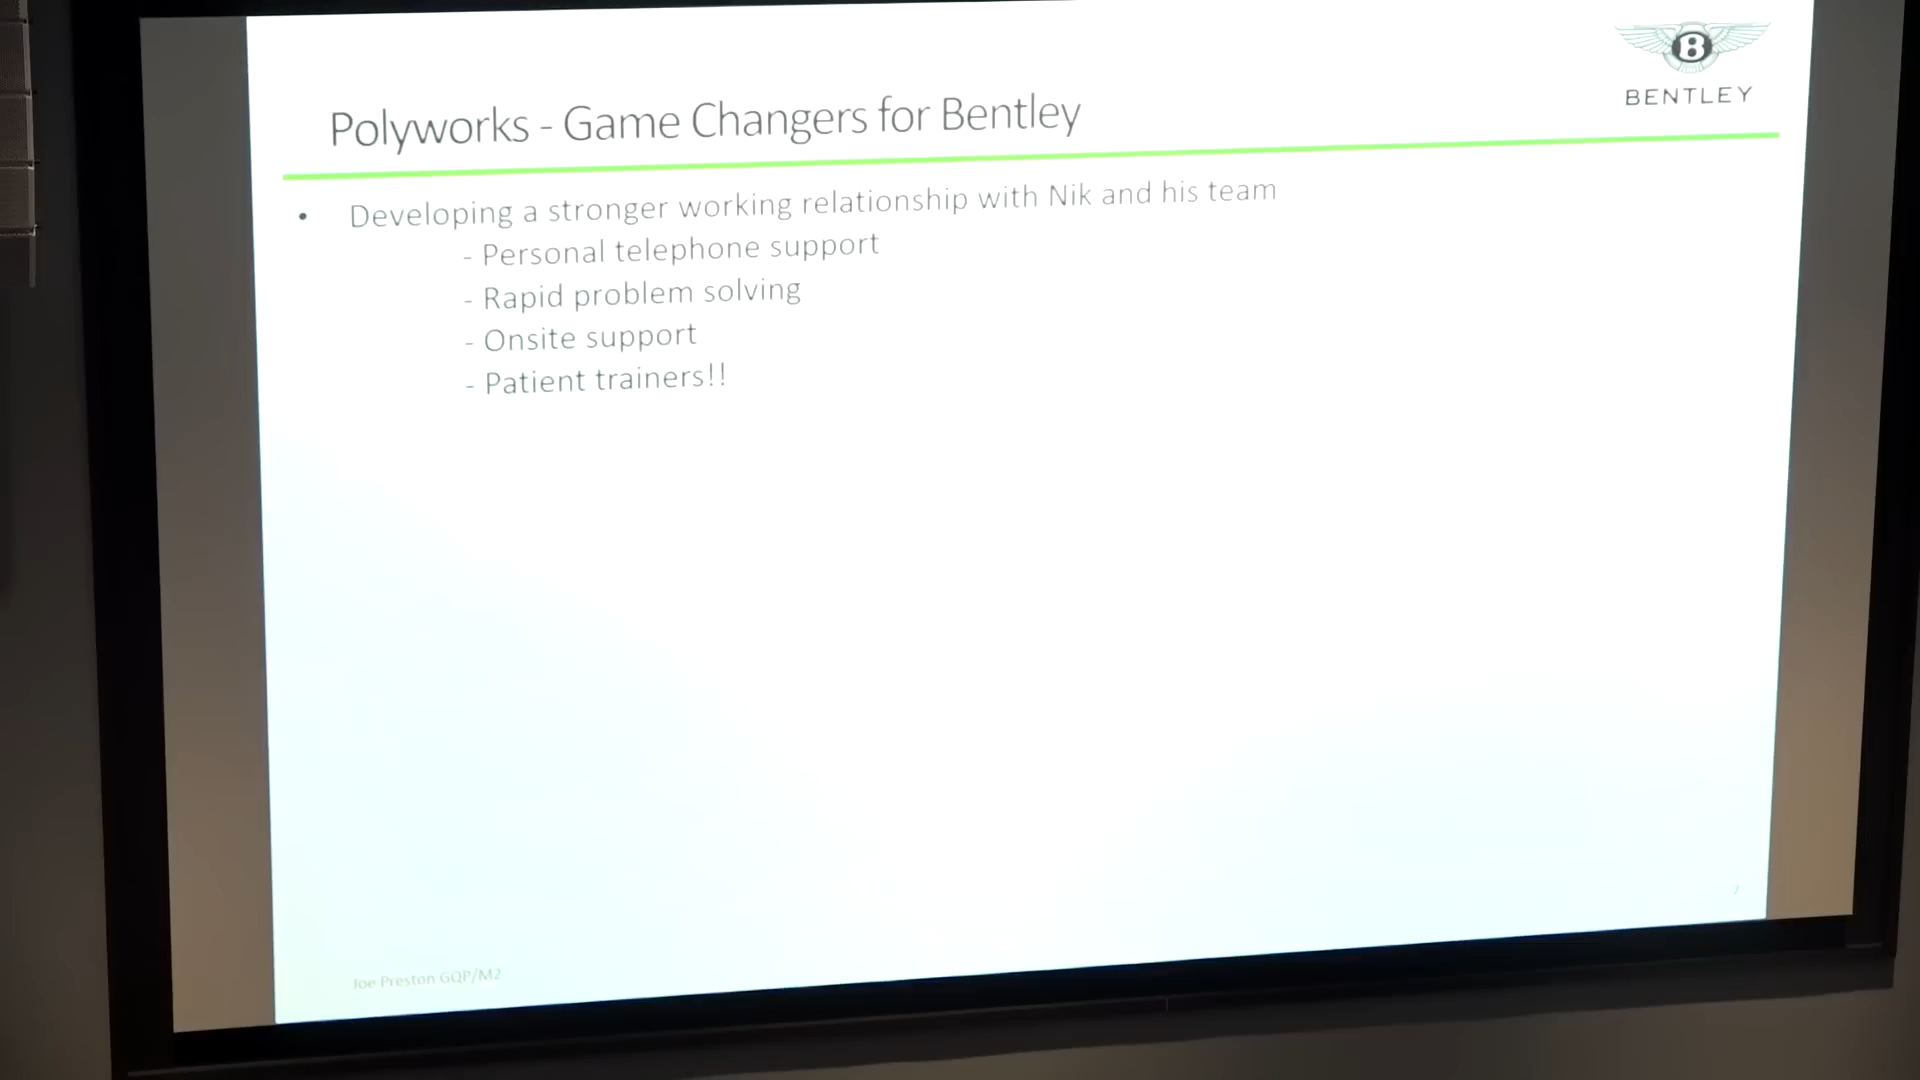 B
BENTLEY
Polyworks - Game Changers for Bentley
• Developing a stronger working relationship with Nik and his team
- Personal telephone support
- Rapid problem solving
- Onsite support
- Patient trainers!!
7
Joe Preston GQP/M2